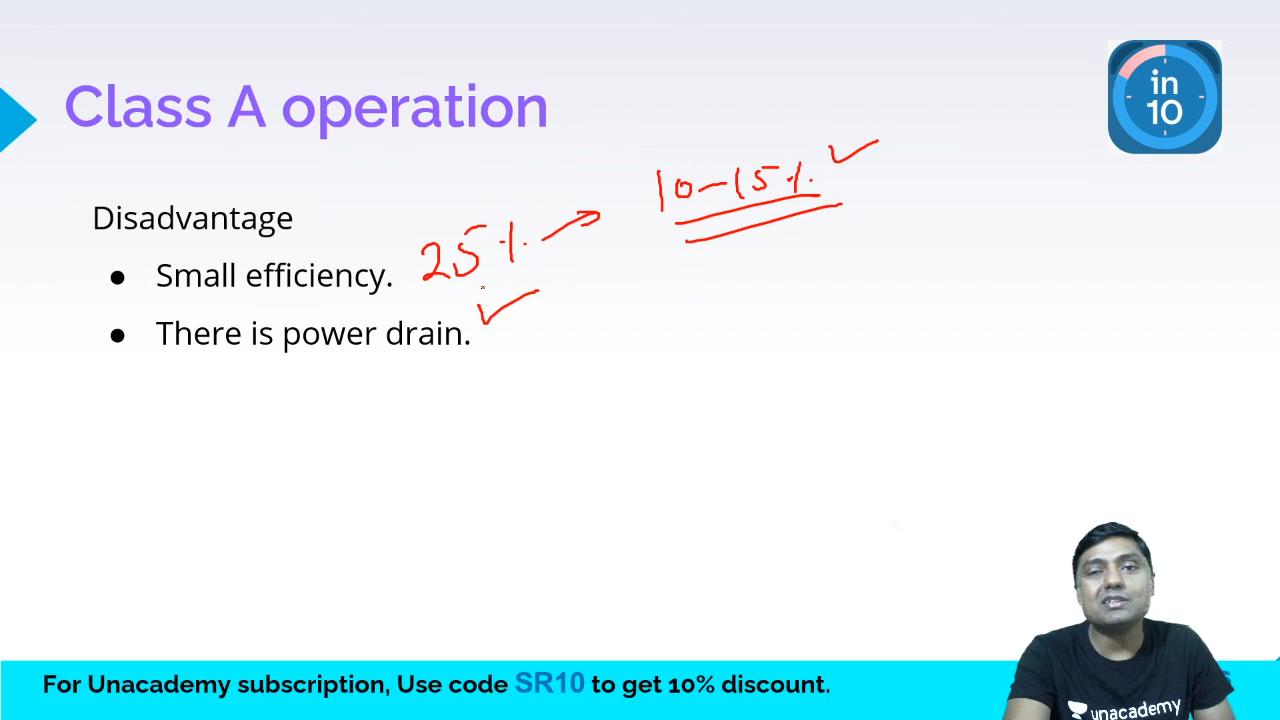 Class A operation
in
10
10-15%
Disadvantage
25%
● Small efficiency.
● There is power drain.
For Unacademy subscription, Use code SR10 to get 10% discount.
unacademy